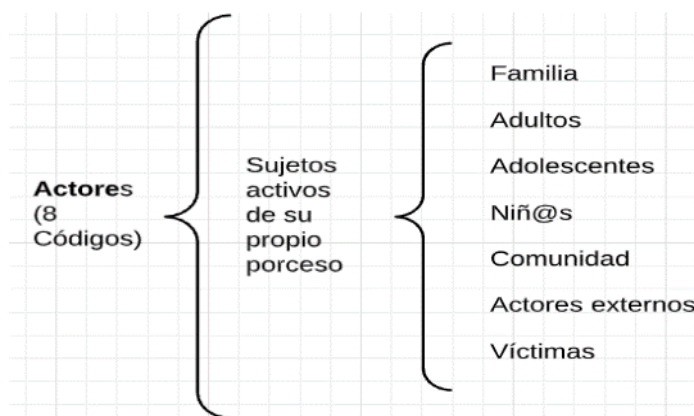 Actores
(8
Códigos)
Sujetos
activos
de su
propio
porceso
Familia
Adultos
Adolescentes
Niñ@s
Comunidad
Actores externos
Víctimas